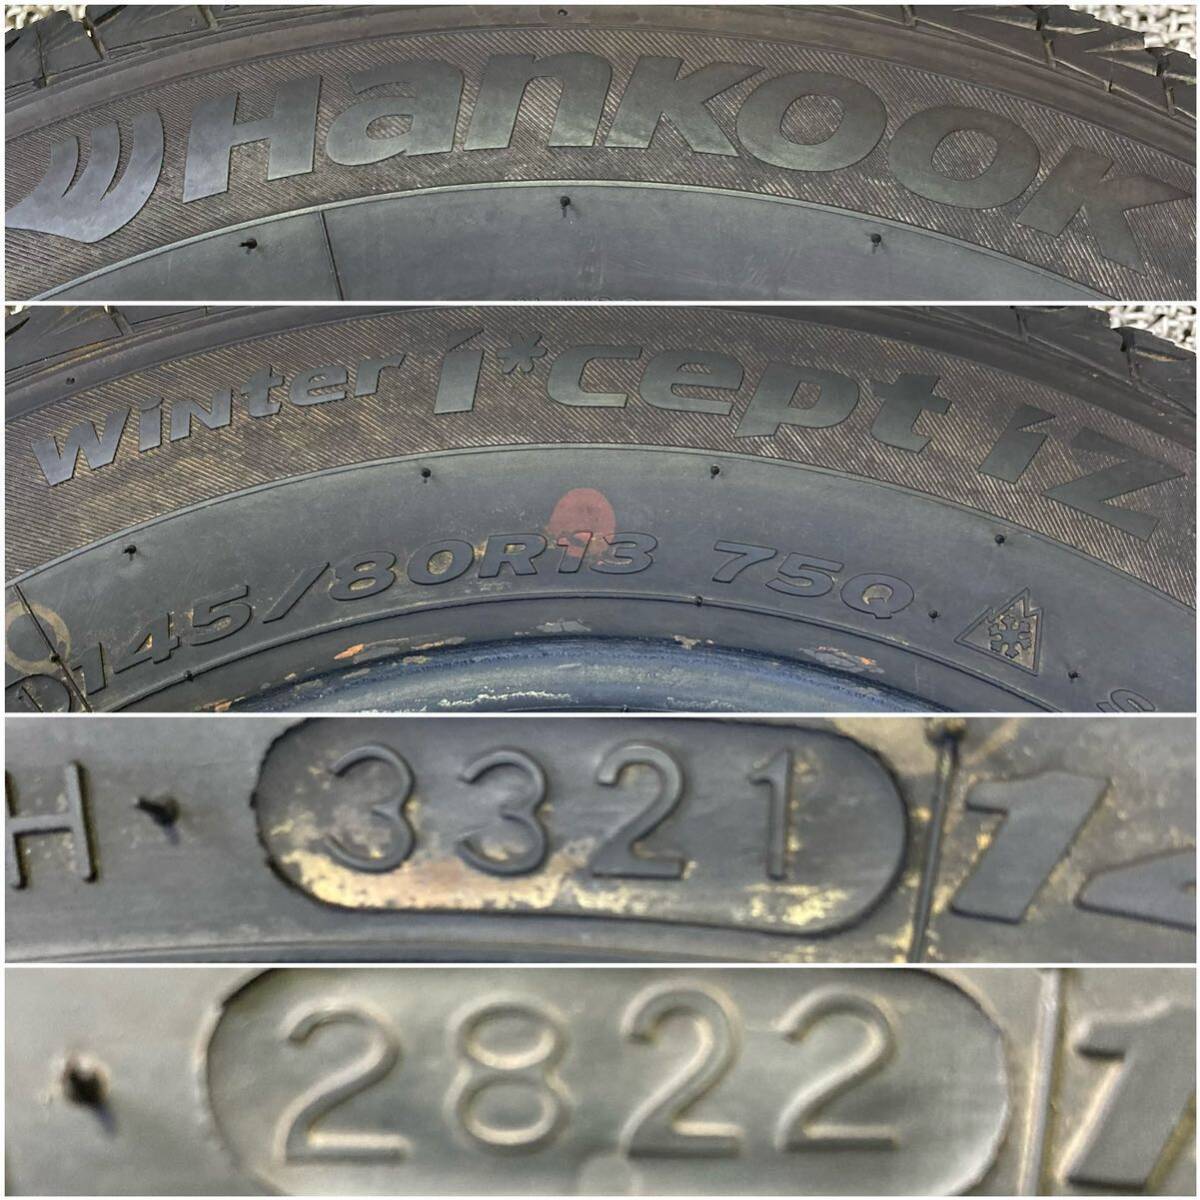 Hankook
Winter i*cept iZ
145/80R13 75Q
H 3321
2822